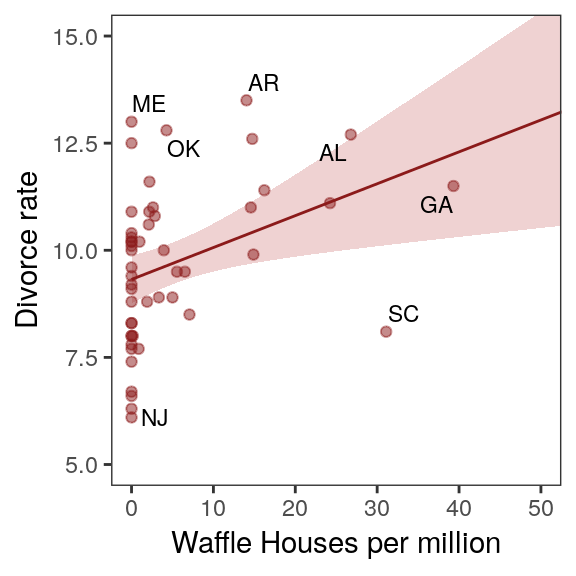 15.0
12.5
10.0
7.5
5.0
Divorce rate
ME
AR
OK
AL
GA
SC
NJ
0 10 20 30 40 50
Waffle Houses per million